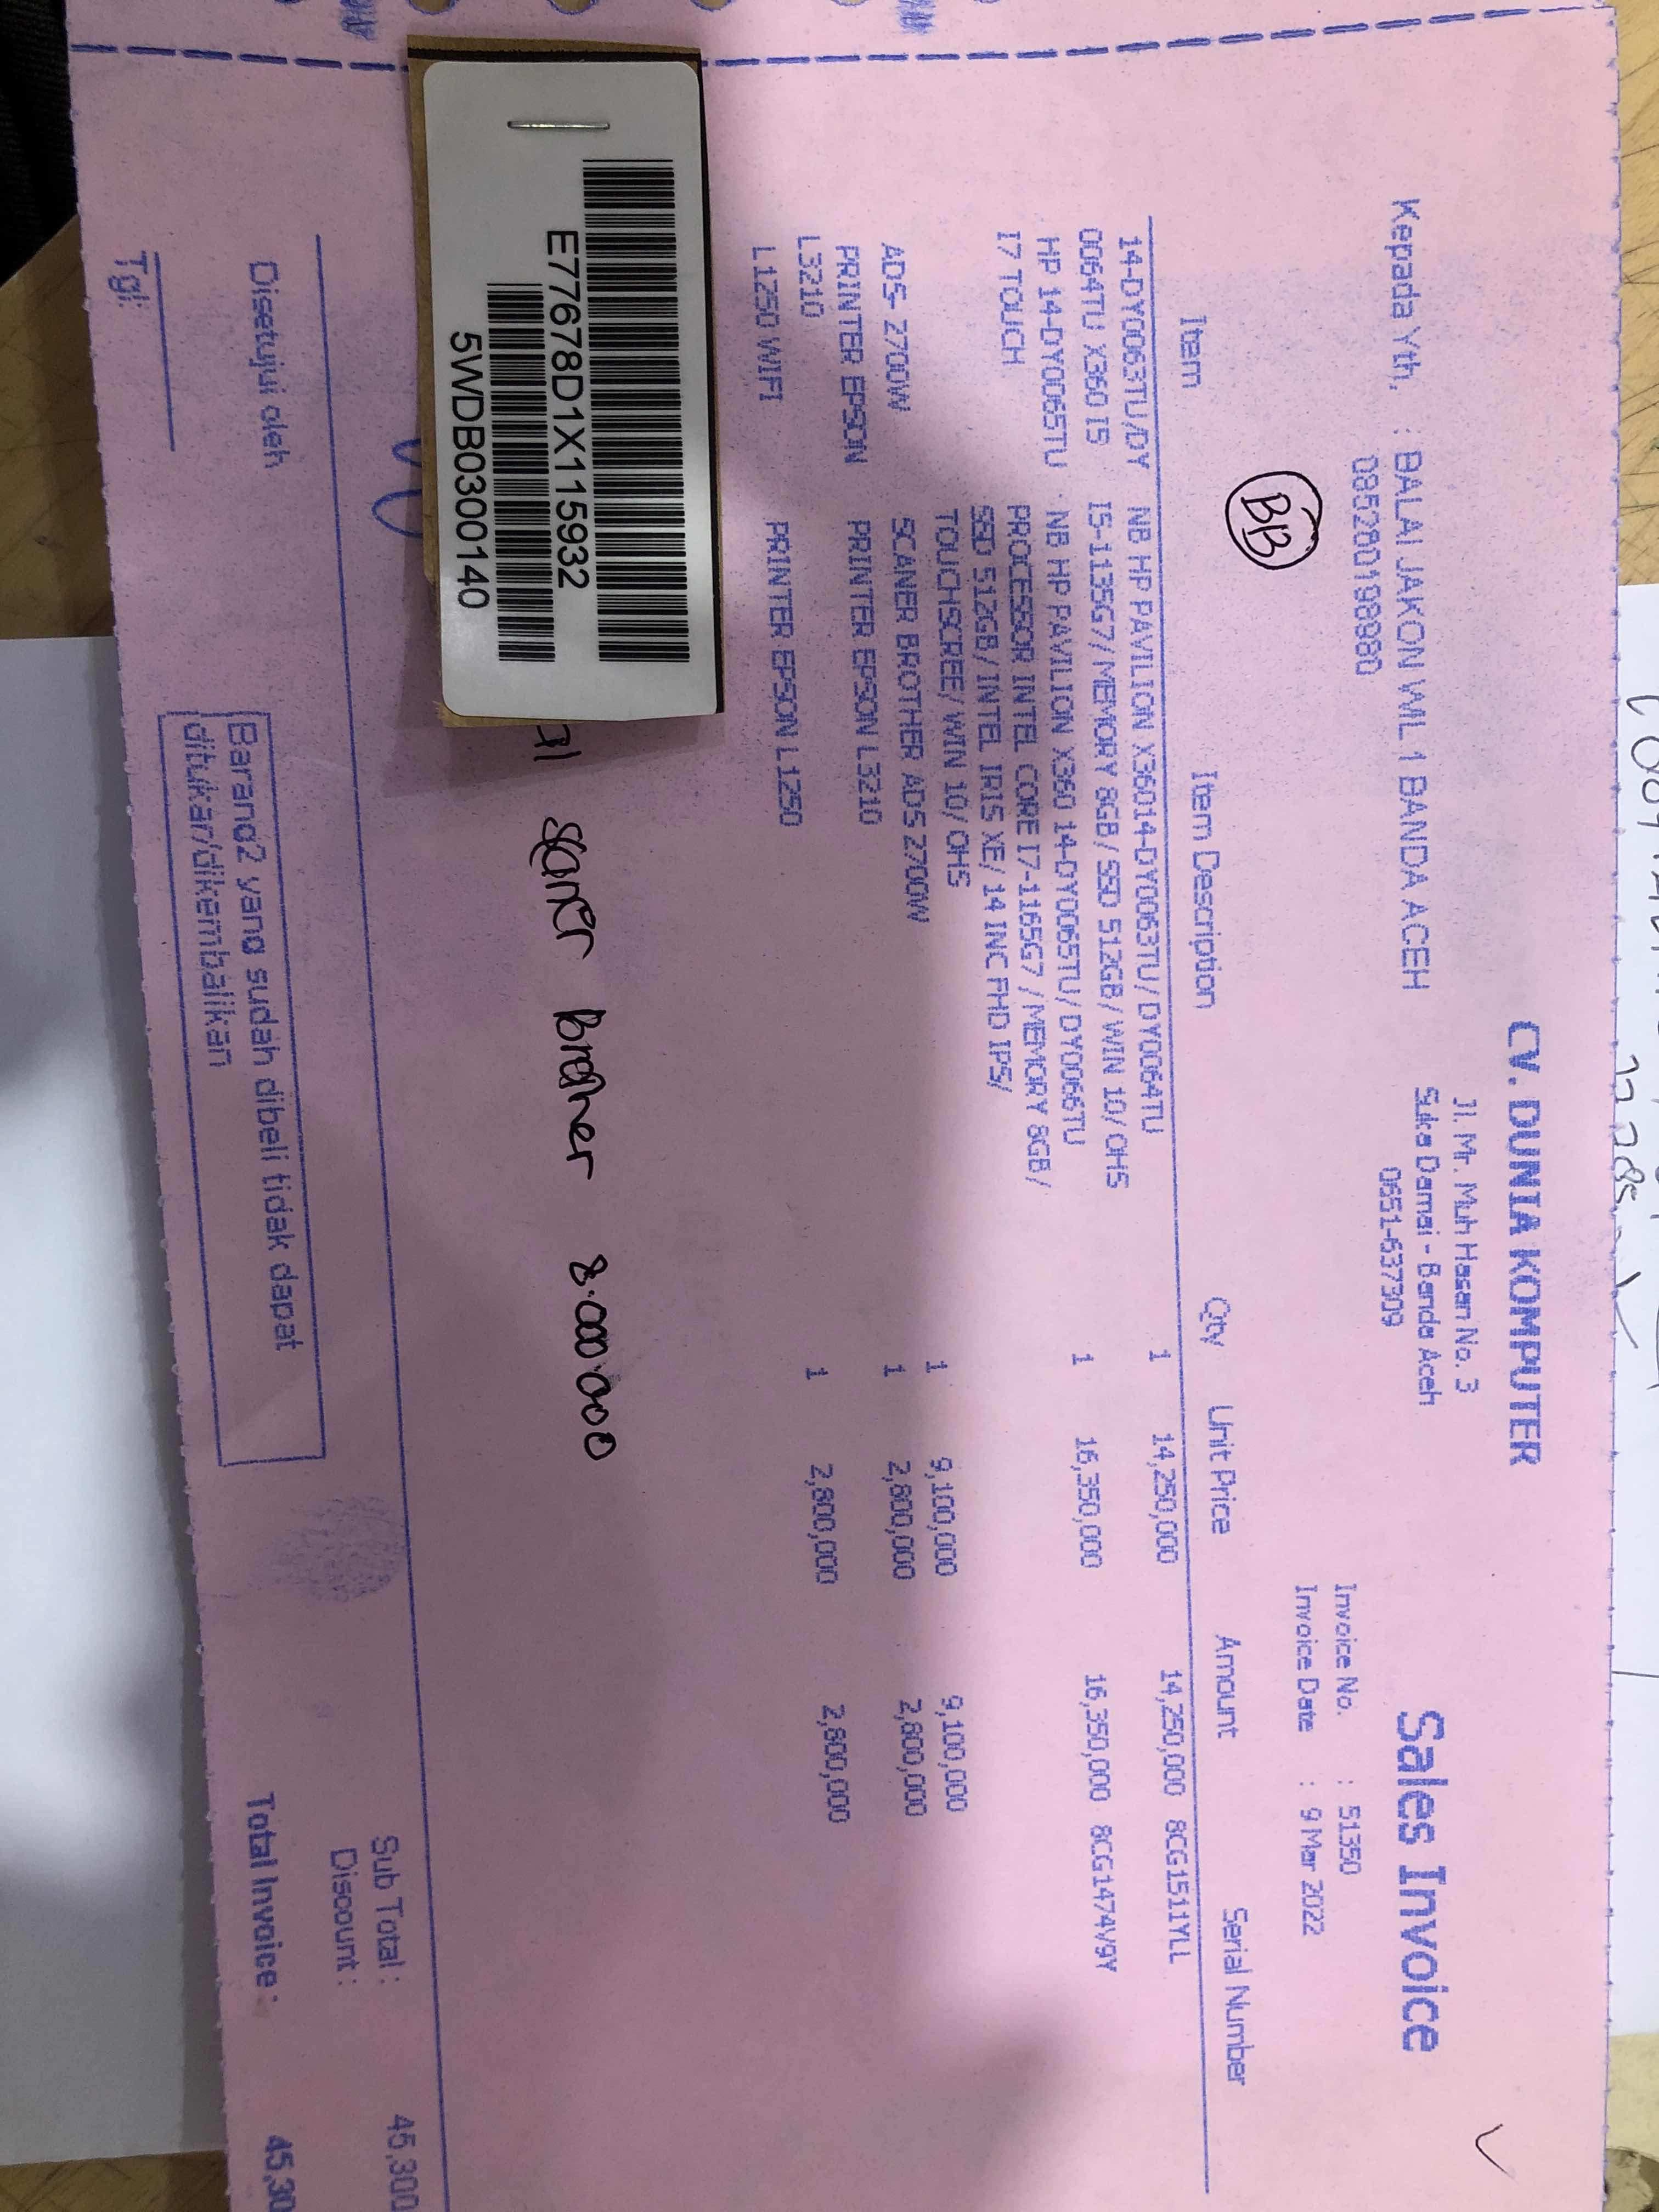 CV. DUNIA KOMPUTER
Jl. Mr. Muh Hasan No. 3
Suka Damai - Banda Aceh
0651-637309
Sales Invoice
Kepada Yth. : BALAI JAKON WIL 1 BANDA ACEH
085260198980
Invoice No. : 51350
Invoice Date : 9 Mar 2022
BB
Item Item Description Qty Unit Price Amount Serial Number
14-DY0063TU/DY NB HP PAVILION X36014-DY0063TU/DY0064TU 1 14,250,000 14,250,000 8CG1511YLL
0064TU X360 I5 I5-1135G7/MEMORY 8GB/SSD 512GB/WIN 10/OHS
HP 14-DY0065TU NB HP PAVILION X360 14-DY0065TU/DY0066TU 1 16,350,000 16,350,000 8CG1474V9Y
I7 TOUCH PROCESSOR INTEL CORE I7-1165G7 / MEMORY 8GB /
SSD 512GB/ INTEL IRIS XE/14 INC FHD IPS/
TOUCHSCREE/WIN 10/OHS
ADS- 2700W SCANER BROTHER ADS 2700W 1 9,100,000 9,100,000
PRINTER EPSON PRINTER EPSON L3210 1 2,800,000 2,800,000
L3210
L1250 WIFI PRINTER EPSON L1250 1 2,800,000 2,800,000
E77678D1X115932
5WDB0300140
scaner Brother 8.000.000
Sub Total : 45,300
Discount :
Total Invoice : 45,30
Disetujui oleh
Barang2 yang sudah dibeli tidak dapat
ditukar/dikembalikan
Tgl: